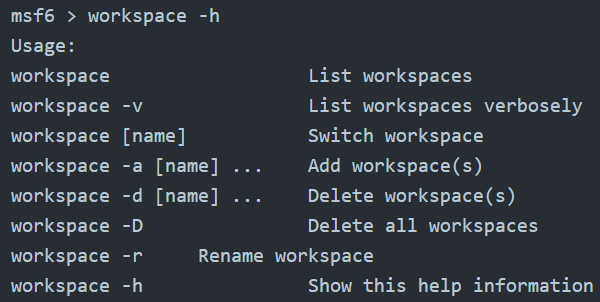 msf6 > workspace -h
Usage:
workspace                  List workspaces
workspace -v               List workspaces verbosely
workspace [name]           Switch workspace
workspace -a [name] ...    Add workspace(s)
workspace -d [name] ...    Delete workspace(s)
workspace -D               Delete all workspaces
workspace -r     Rename workspace
workspace -h               Show this help information